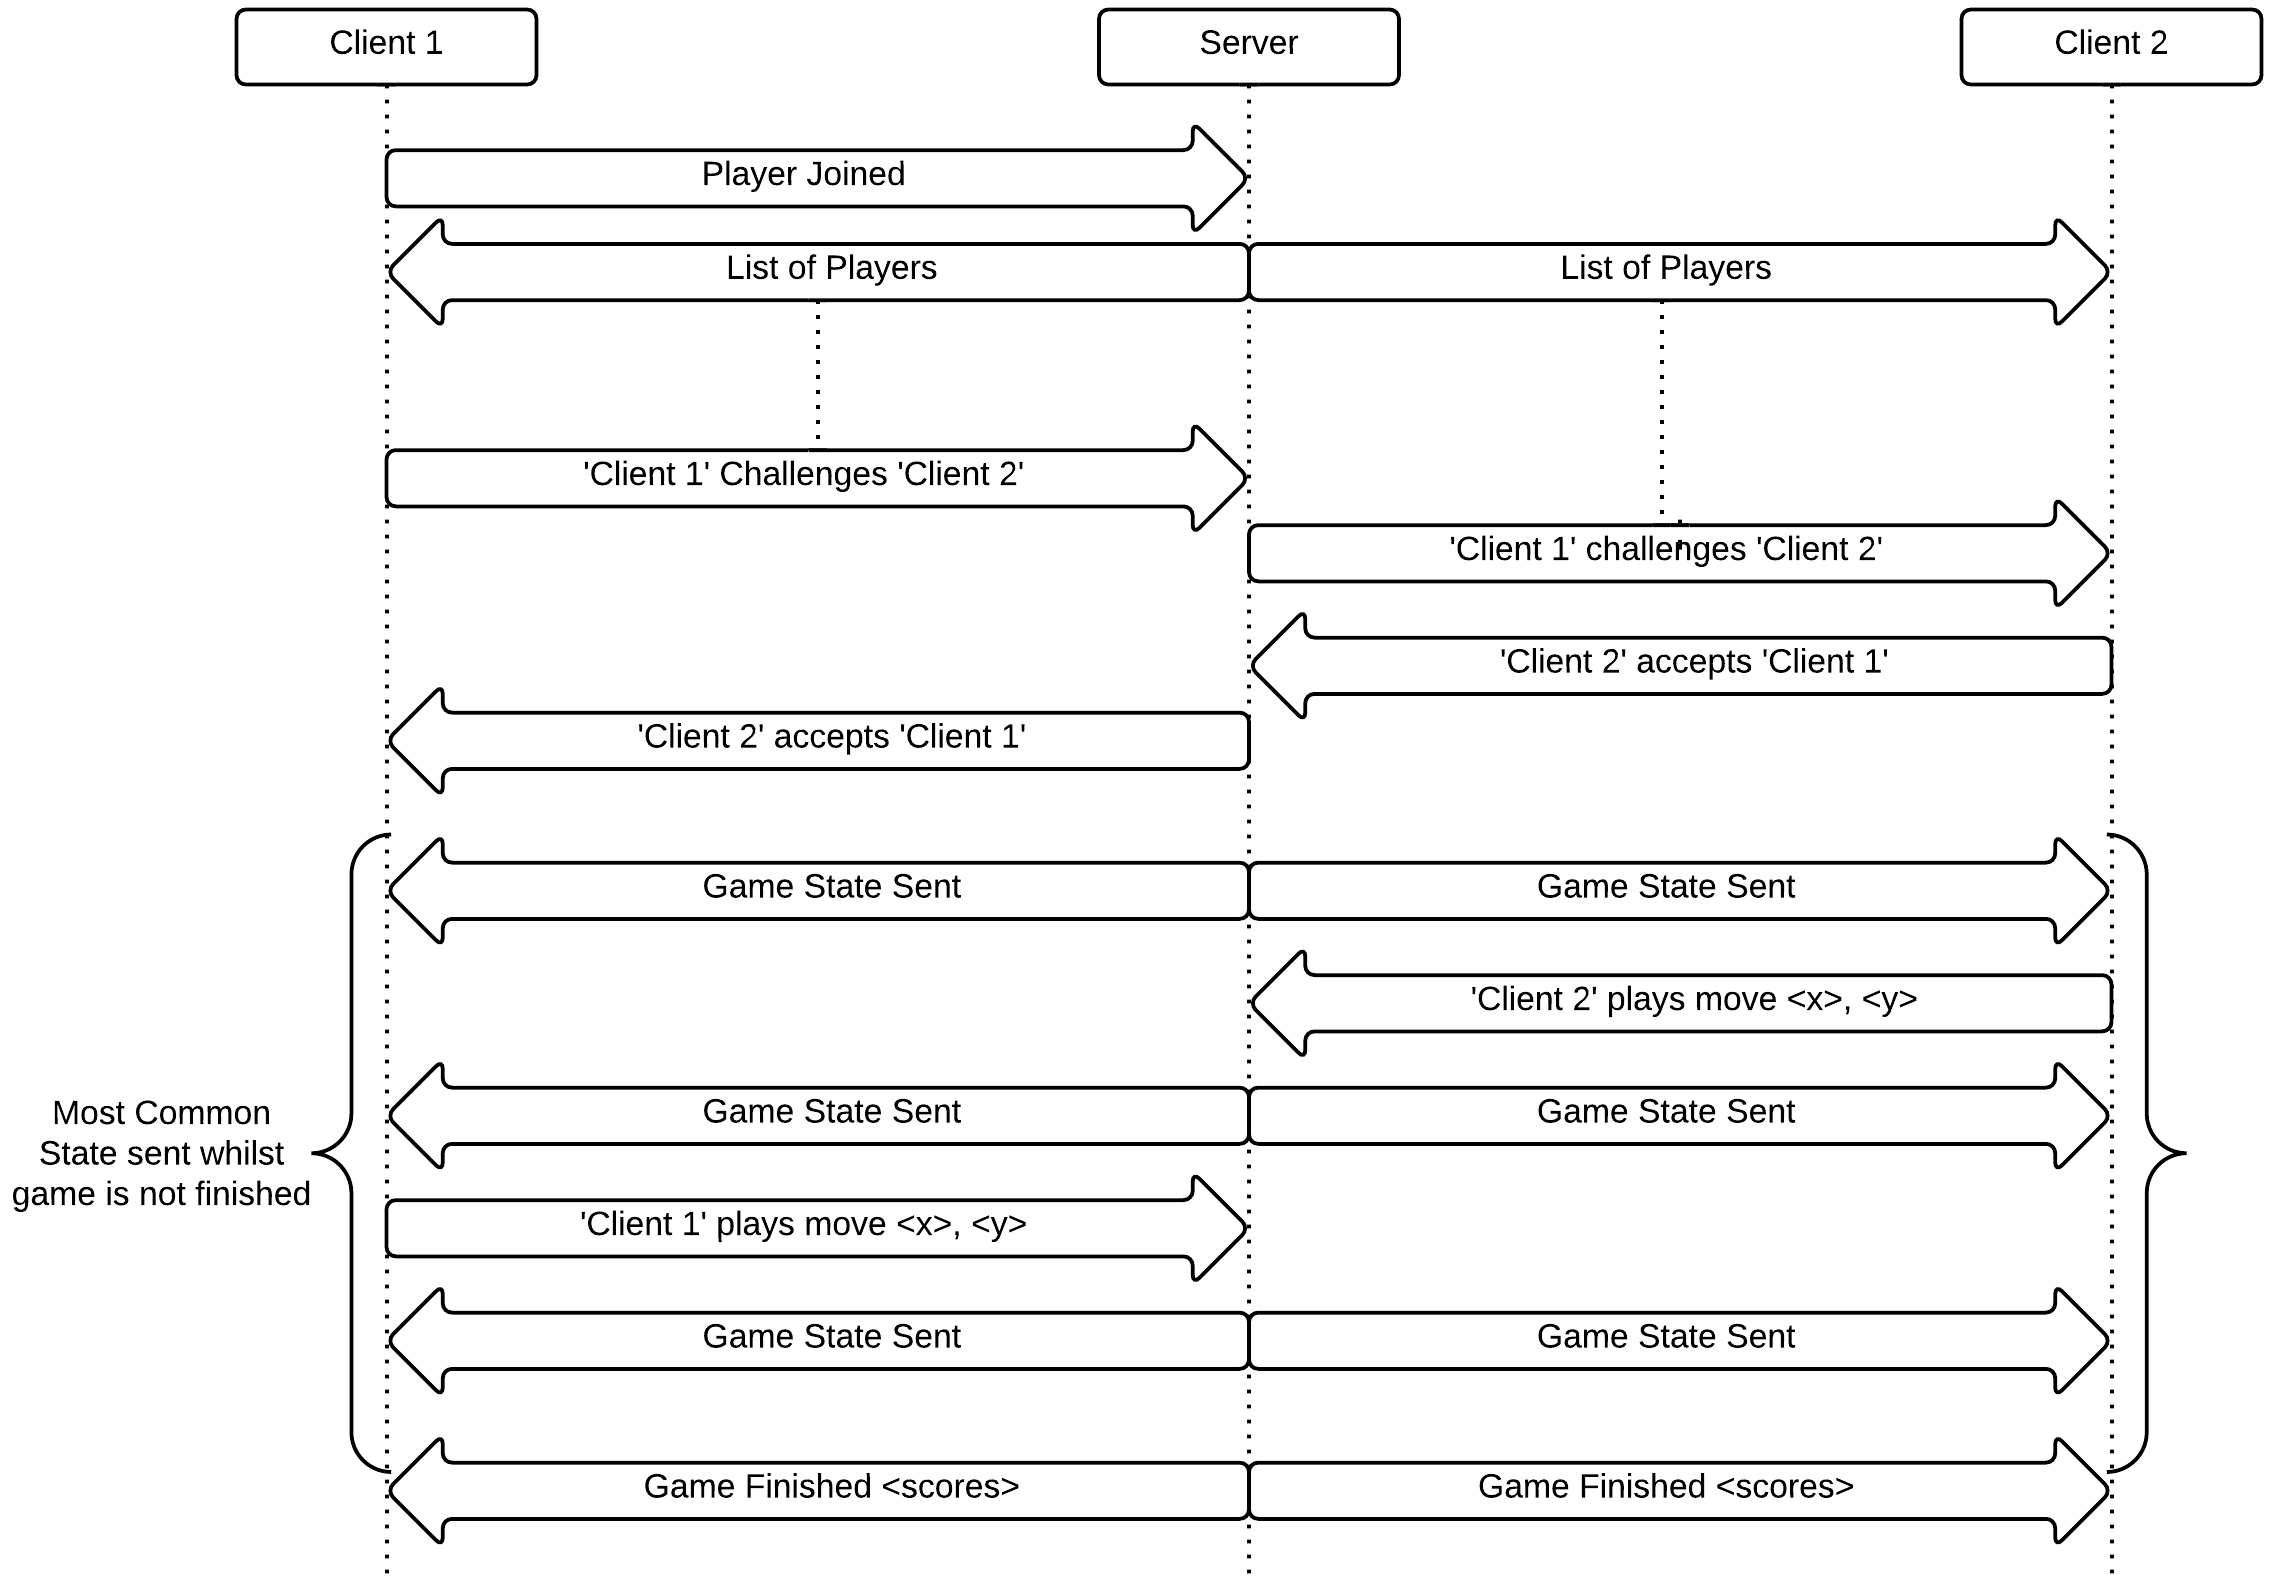 Client 1
Server
Client 2
Player Joined
List of Players
List of Players
'Client 1' Challenges 'Client 2'
'Client 1' challenges 'Client 2'
'Client 2' accepts 'Client 1'
'Client 2' accepts 'Client 1'
Game State Sent
Game State Sent
'Client 2' plays move <x>, <y>
Game State Sent
Game State Sent
Most Common
State sent whilst
game is not finished
'Client 1' plays move <x>, <y>
Game State Sent
Game State Sent
Game Finished <scores>
Game Finished <scores>